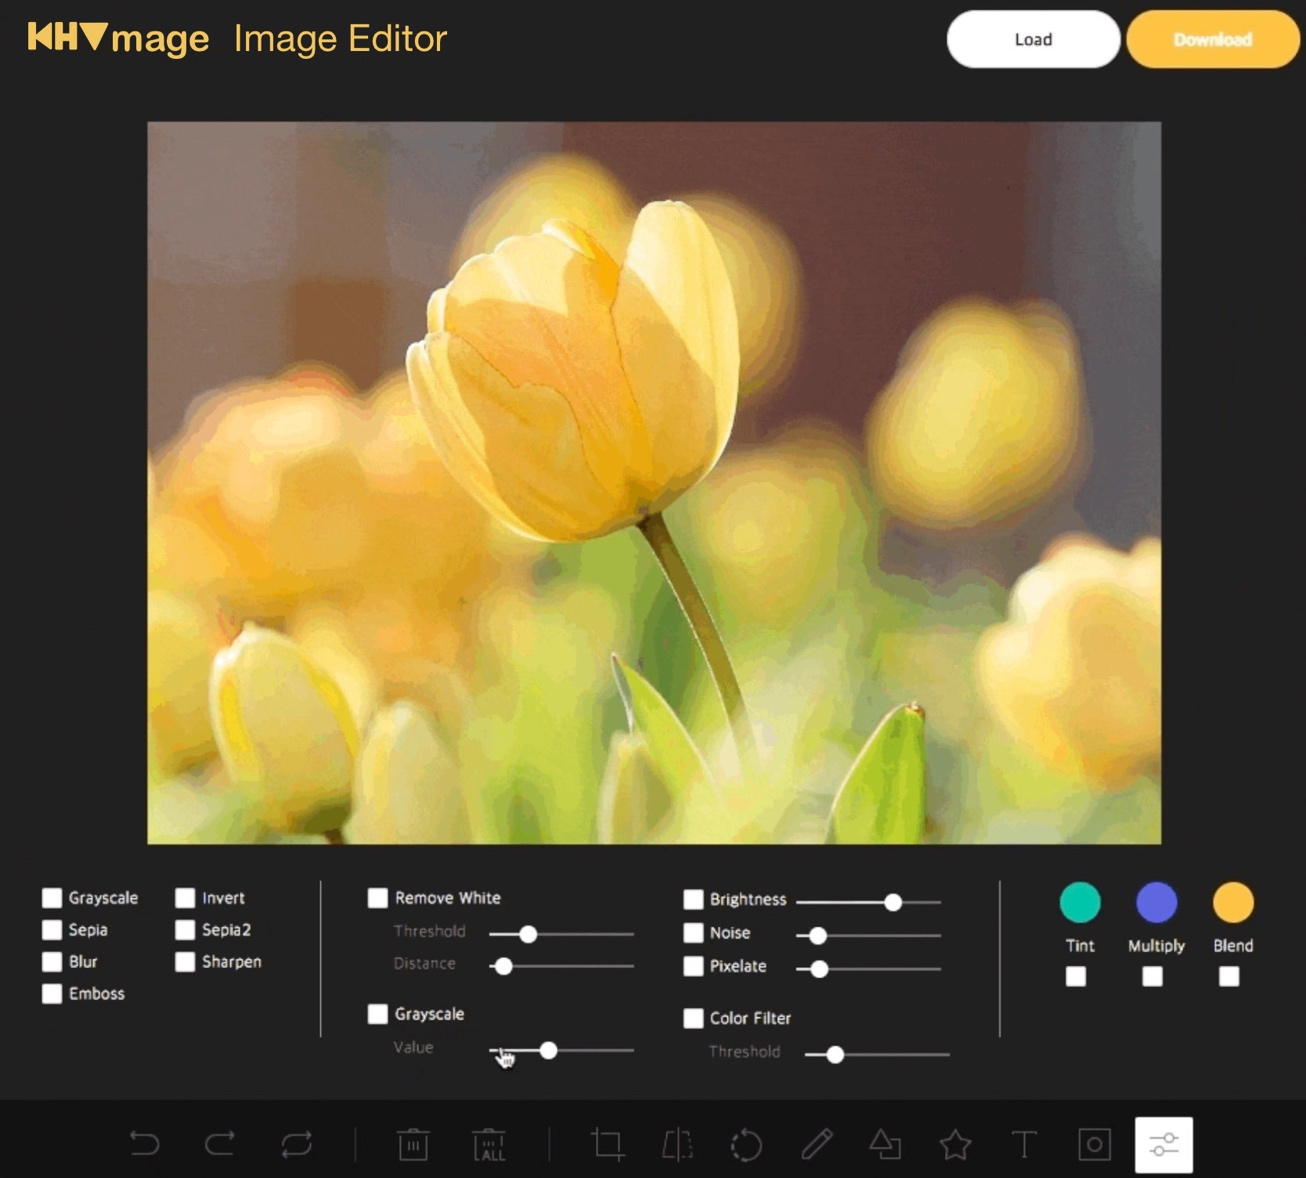 KHVmage Image Editor
Load
Download
Grayscale
Invert
Sepia
Sepia2
Blur
Sharpen
Emboss
Remove White
Threshold
Distance
Grayscale
Value
Brightness
Noise
Pixelate
Color Filter
Threshold
Tint
Multiply
Blend
ALL
T